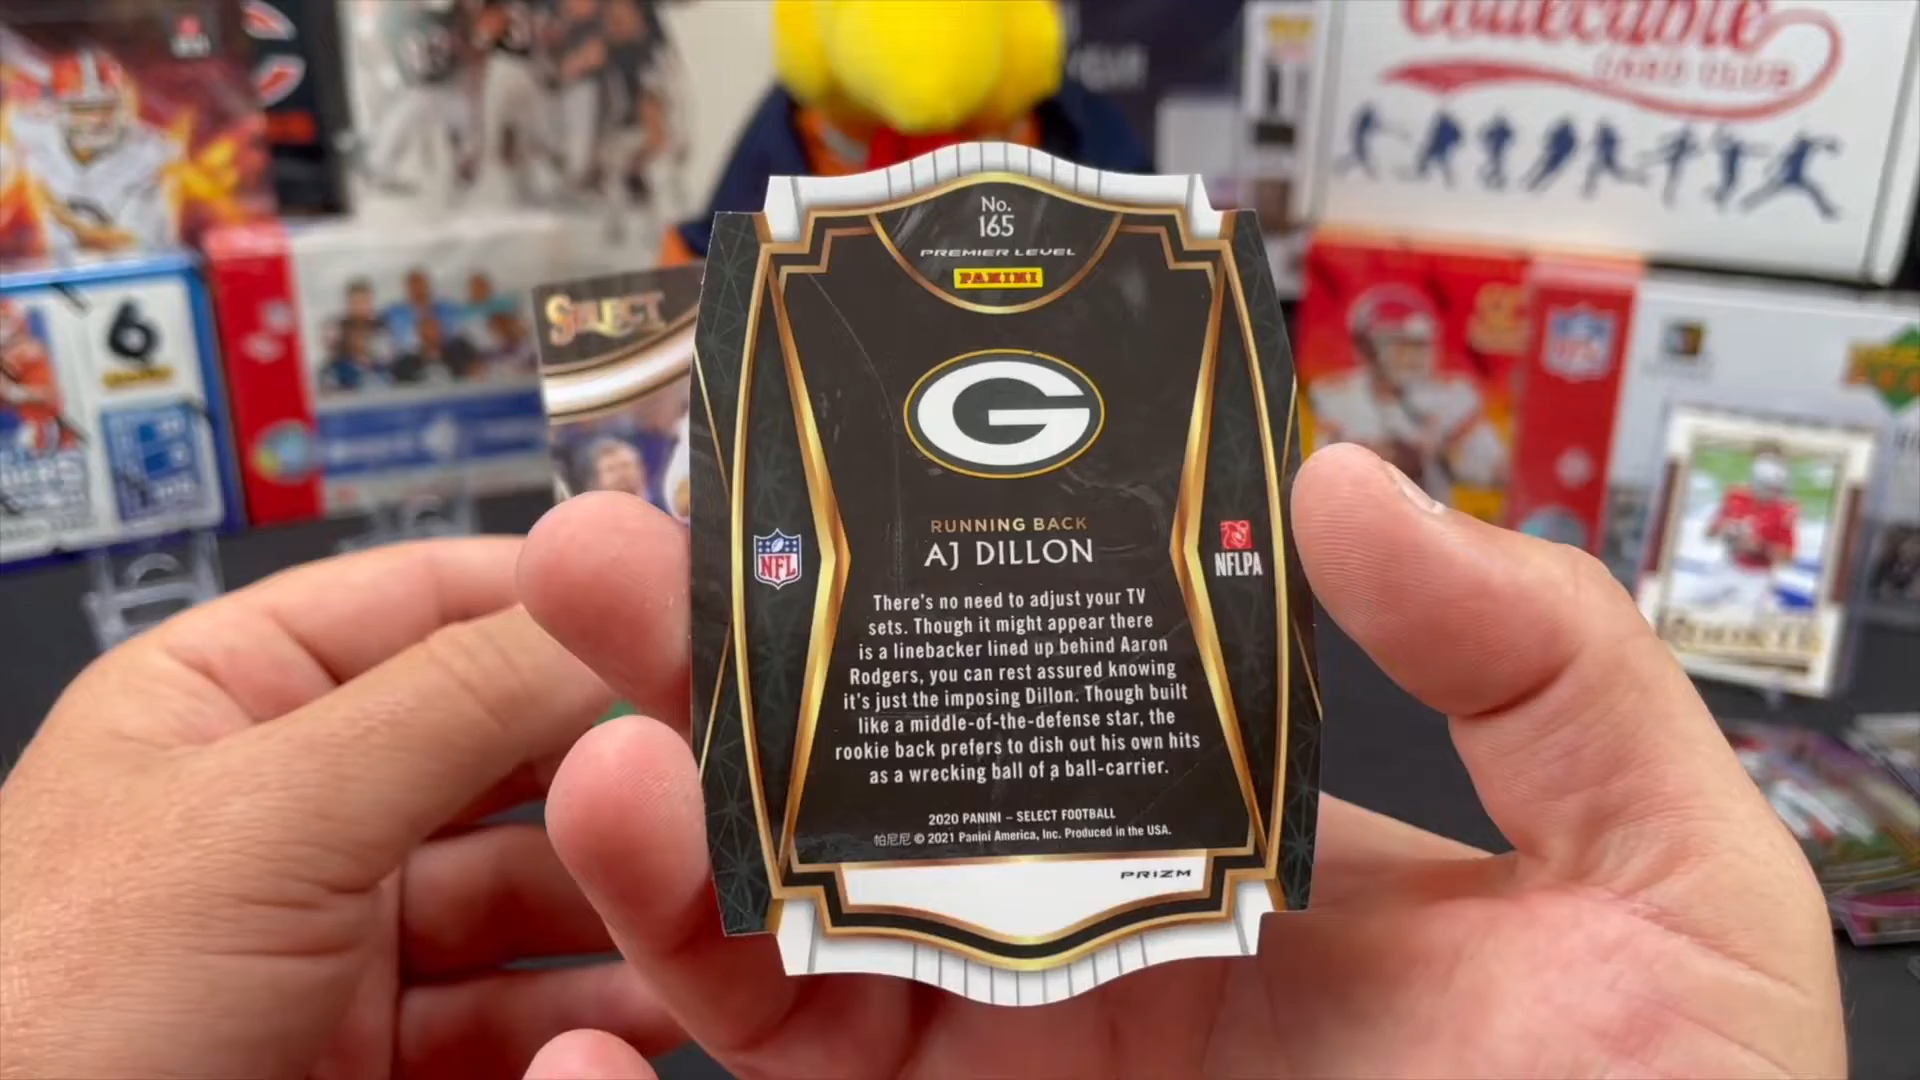 Collectable
CARD CLUB
No.
165
PREMIER LEVEL
PANINI
SELECT
6
G
RUNNING BACK
AJ DILLON
NFL
NFLPA
There's no need to adjust your TV
sets. Though it might appear there
is a linebacker lined up behind Aaron
Rodgers, you can rest assured knowing
it's just the imposing Dillon. Though built
like a middle-of-the-defense star, the
rookie back prefers to dish out his own hits
as a wrecking ball of a ball-carrier.
2020 PANINI – SELECT FOOTBALL
帕尼尼 © 2021 Panini America, Inc. Produced in the USA.
PRIZM